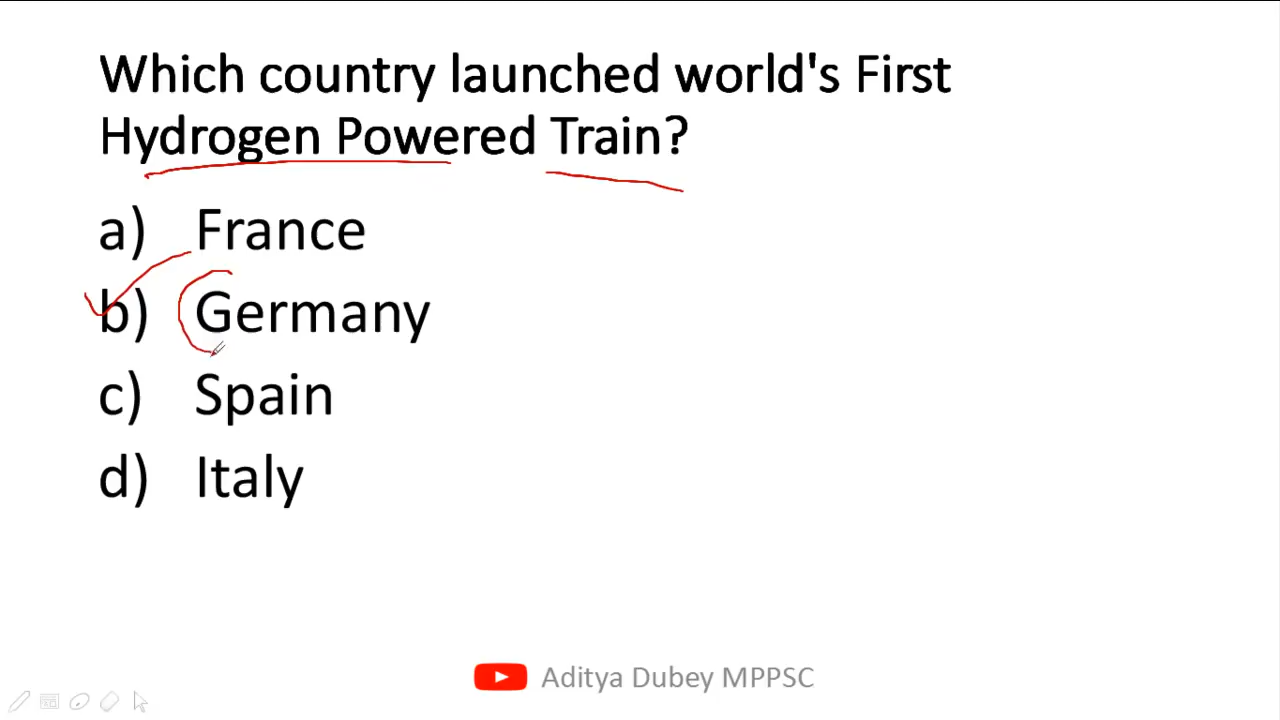 Which country launched world's First
Hydrogen Powered Train?
a) France
b) Germany
c) Spain
d) Italy
Aditya Dubey MPPSC